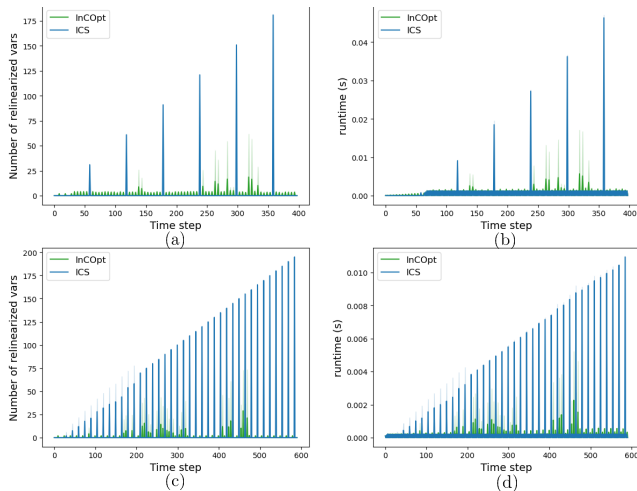 InCOpt
ICS
Number of relinearized vars
175
150
125
100
75
50
25
0
0 50 100 150 200 250 300 350 400
Time step
(a)
InCOpt
ICS
runtime (s)
0.04
0.03
0.02
0.01
0.00
0 50 100 150 200 250 300 350 400
Time step
(b)
InCOpt
ICS
Number of relinearized vars
200
175
150
125
100
75
50
25
0
0 100 200 300 400 500 600
Time step
(c)
InCOpt
ICS
runtime (s)
0.010
0.008
0.006
0.004
0.002
0.000
0 100 200 300 400 500 600
Time step
(d)